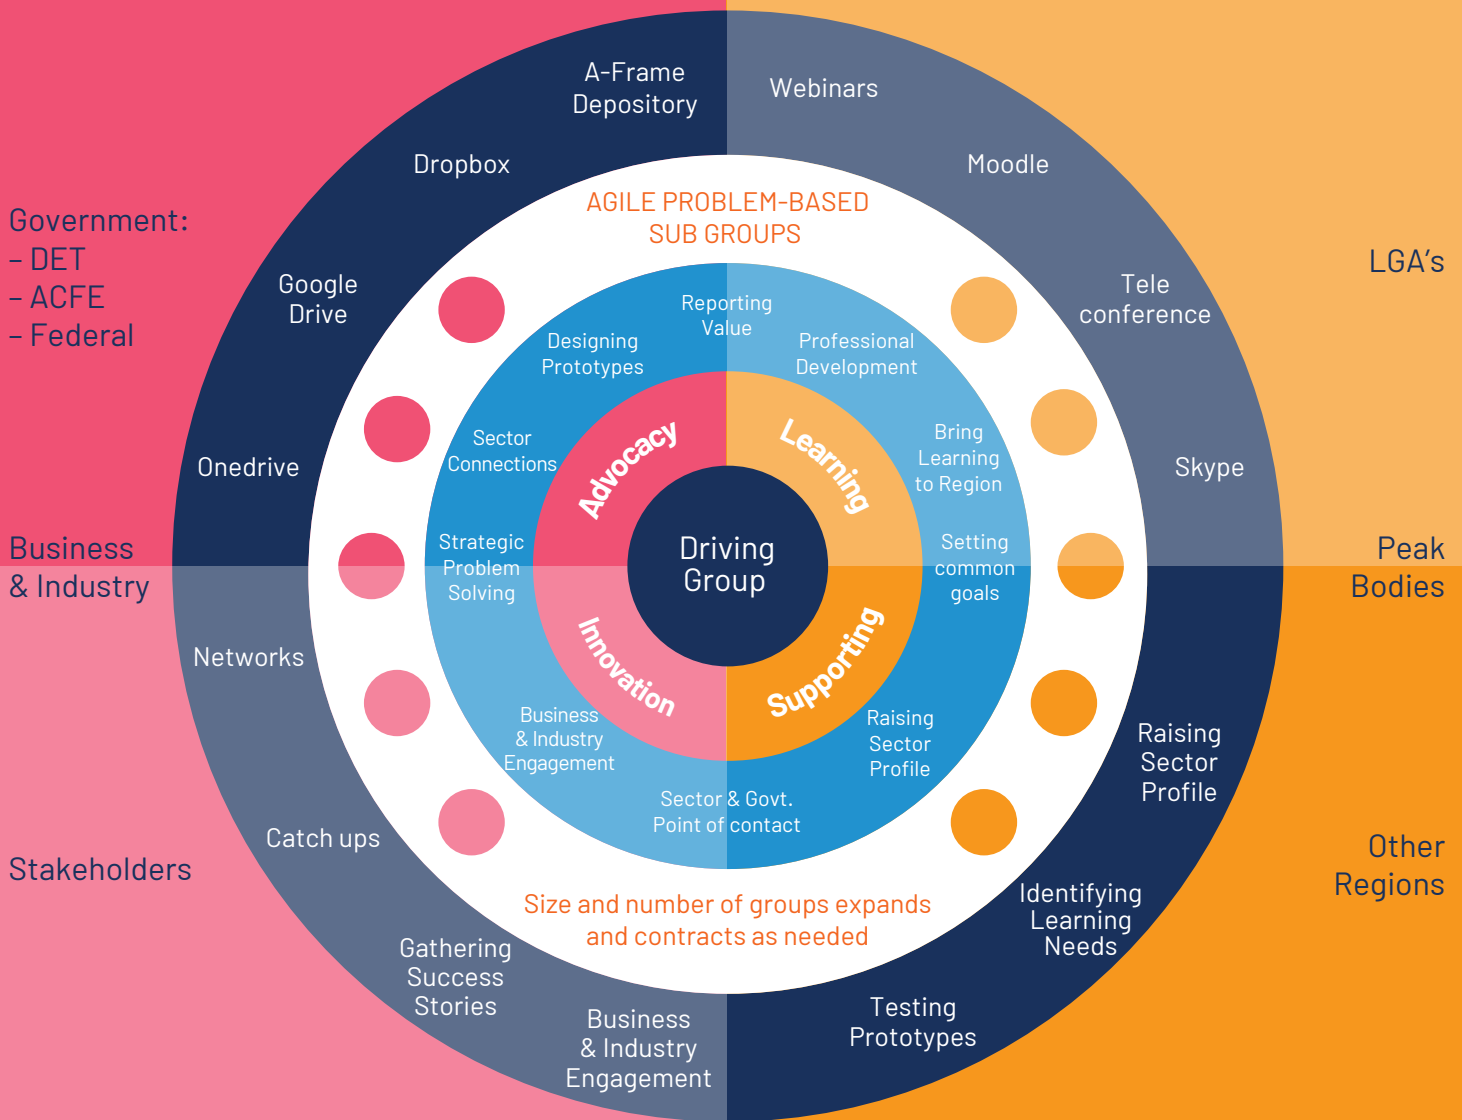 A-Frame
Depository
Webinars
Dropbox
Moodle
AGILE PROBLEM-BASED
SUB GROUPS
Government:
– DET
– ACFE
– Federal
LGA's
Google
Drive
Tele
conference
Reporting
Value
Designing
Prototypes
Professional
Development
Sector
Connections
Advocacy
Learning
Bring
Learning
to Region
Onedrive
Skype
Business
& Industry
Strategic
Problem
Solving
Driving
Group
Setting
common
goals
Peak
Bodies
Networks
Innovation
Supporting
Business
& Industry
Engagement
Raising
Sector
Profile
Raising
Sector
Profile
Sector & Govt.
Point of contact
Catch ups
Stakeholders
Other
Regions
Size and number of groups expands
and contracts as needed
Identifying
Learning
Needs
Gathering
Success
Stories
Testing
Prototypes
Business
& Industry
Engagement